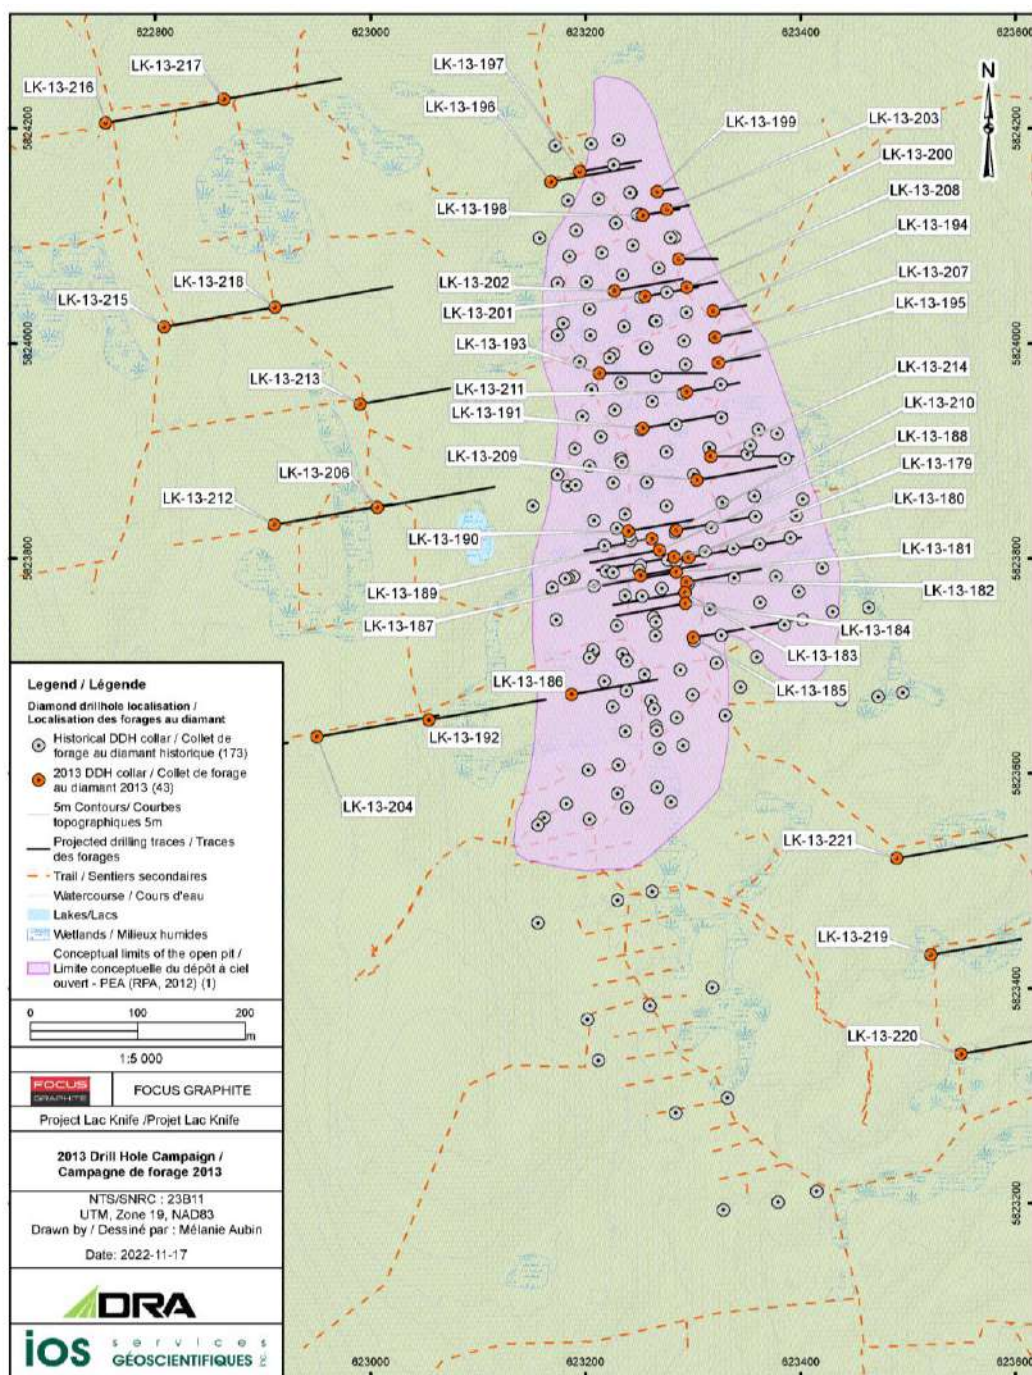 622800
623000
623200
623400
623600
LK-13-217
LK-13-216
LK-13-197
LK-13-196
LK-13-199
LK-13-203
LK-13-200
LK-13-208
LK-13-194
LK-13-207
LK-13-195
LK-13-198
LK-13-202
LK-13-201
LK-13-193
LK-13-211
LK-13-191
LK-13-209
LK-13-214
LK-13-210
LK-13-188
LK-13-179
LK-13-180
LK-13-181
LK-13-182
LK-13-184
LK-13-183
LK-13-185
LK-13-218
LK-13-215
LK-13-213
LK-13-206
LK-13-212
LK-13-190
LK-13-189
LK-13-187
LK-13-186
LK-13-192
LK-13-204
LK-13-221
LK-13-219
LK-13-220
N
5824200
5824000
5823800
5824200
5824000
5823800
5823600
5823400
5823200
Legend / Légende
Diamond drillhole localisation /
Localisation des forages au diamant
Historical DDH collar / Collet de
forage au diamant historique (173)
2013 DDH collar / Collet de forage
au diamant 2013 (43)
5m Contours/ Courbes
topographiques 5m
Projected drilling traces / Traces
des forages
Trail / Sentiers secondaires
Watercourse / Cours d'eau
Lakes/Lacs
Wetlands / Milieux humides
Conceptual limits of the open pit /
Limite conceptuelle du dépôt à ciel
ouvert - PEA (RPA, 2012) (1)
0 100 200
m
1:5 000
FOCUS
GRAPHITE
FOCUS GRAPHITE
Project Lac Knife /Projet Lac Knife
2013 Drill Hole Campaign /
Campagne de forage 2013
NTS/SNRC : 23B11
UTM, Zone 19, NAD83
Drawn by / Dessiné par : Mélanie Aubin
Date: 2022-11-17
DRA
ios services
GÉOSCIENTIFIQUES
623000
623200
623400
623600